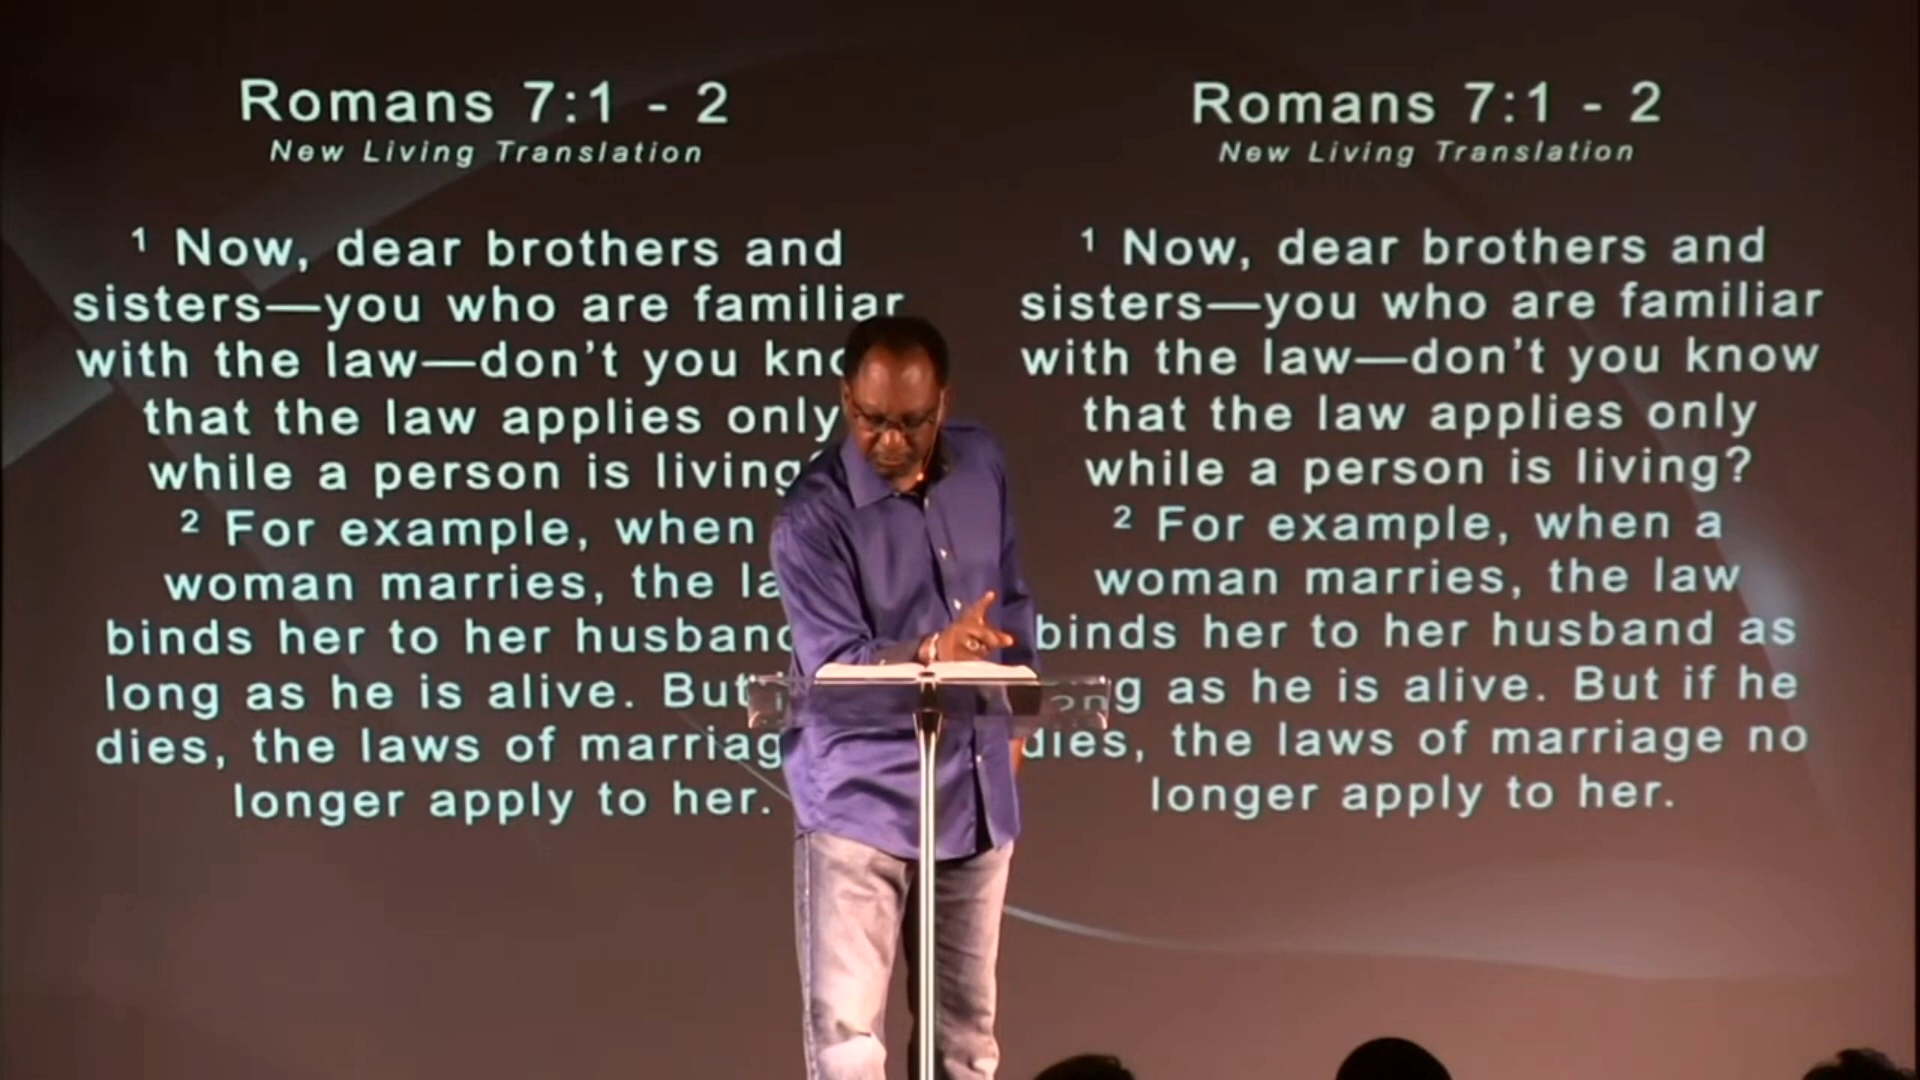 Romans 7:1 - 2
New Living Translation
1 Now, dear brothers and
sisters—you who are familiar
with the law—don't you
that the law applies only
while a person is living
2 For example, when
woman marries, the
binds her to her
long as he is alive. But
dies, the laws of
longer apply to her.
Romans 7:1 - 2
New Living Translation
1 Now, dear brothers and
sisters—you who are familiar
with the law—don't you know
that the law applies only
while a person is living?
2 For example, when a
woman marries, the law
binds her to her husband as
long as he is alive. But if he
dies, the laws of marriage no
longer apply to her.